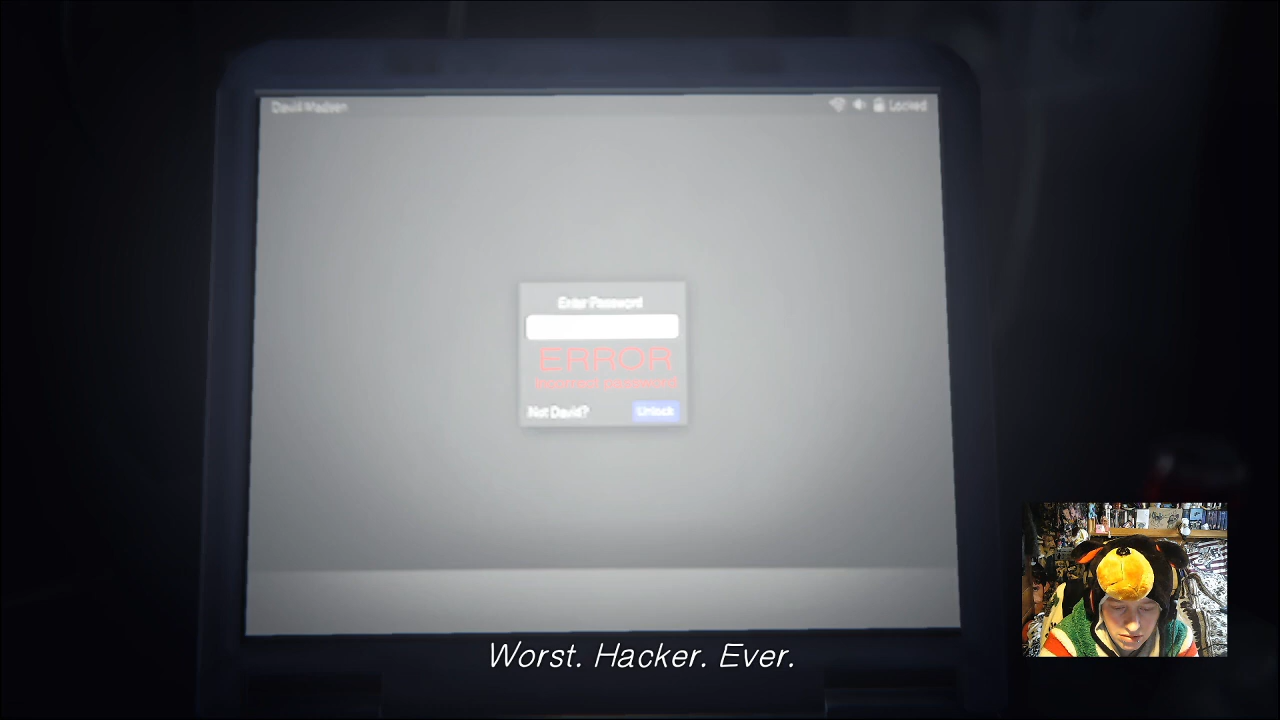 David Madsen
Locked
Enter Password
ERROR
Incorrect password
Not David?
Unlock
Worst. Hacker. Ever.